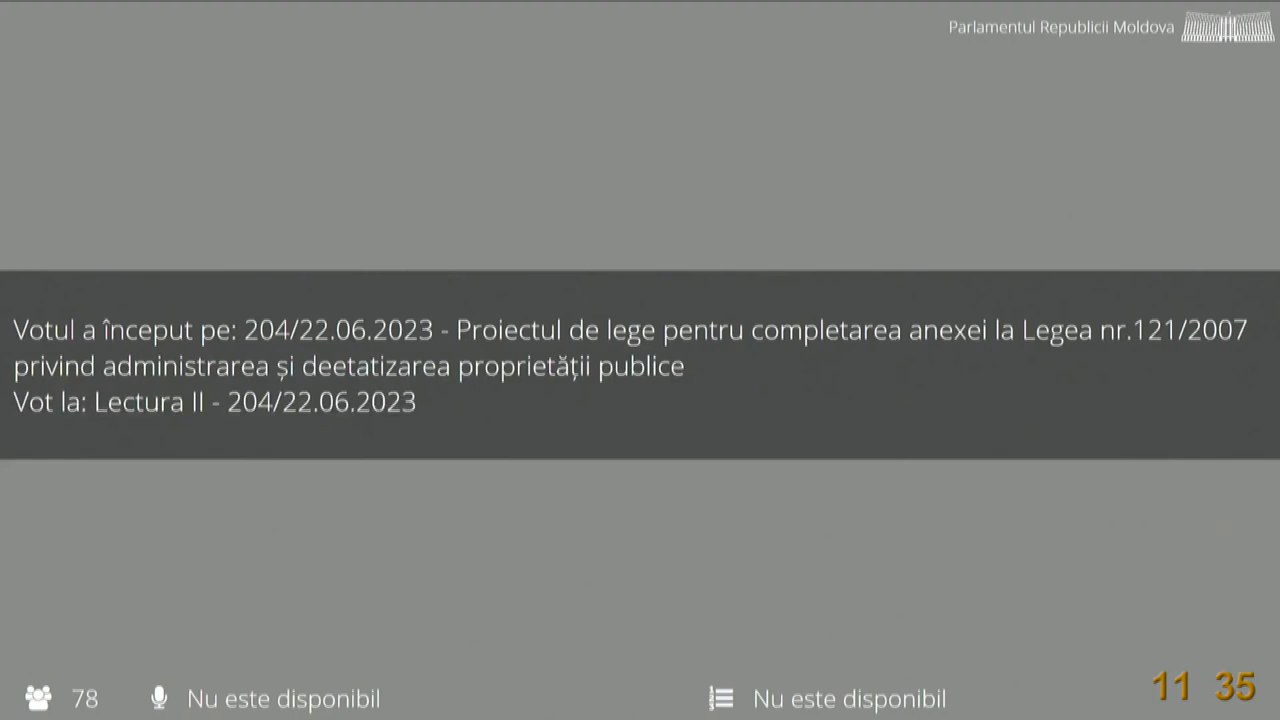 Parlamentul Republicii Moldova
Votul a început pe: 204/22.06.2023 - Proiectul de lege pentru completarea anexei la Legea nr.121/2007
privind administrarea și deetatizarea proprietății publice
Vot la: Lectura II - 204/22.06.2023
78 Nu este disponibil Nu este disponibil 11 35